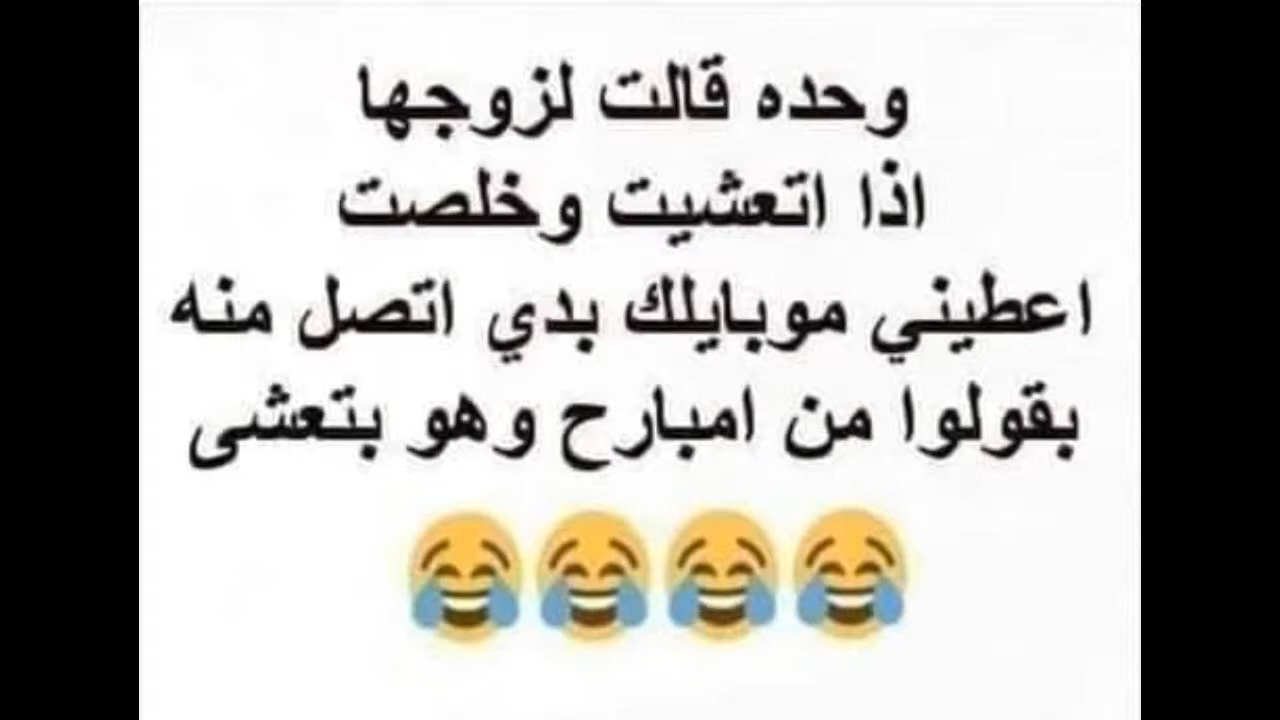 وحده قالت لزوجها
اذا اتعشيت وخلصت
اعطيني موبايلك بدي اتصل منه
بقولوا من امبارح وهو بتعشى
😂😂😂😂